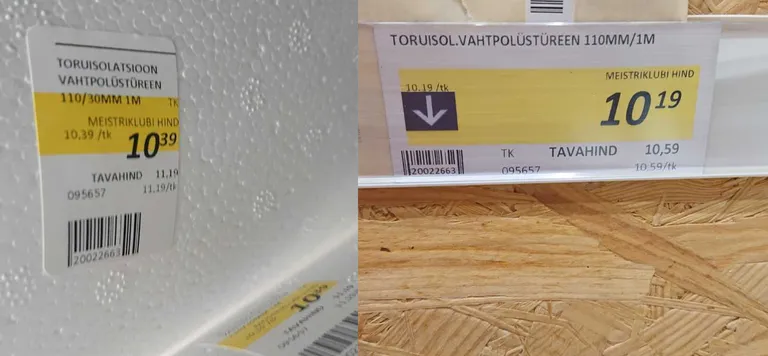 TORUISOLATSIOON
VAHTPOLÜSTÜREEN
110/30MM 1M TK
MEISTRIKLUBI HIND
10,39 /tk
10 39
TAVAHIND 11,19
095657 11,19/tk
20022663
10 39
TORUISOL.VAHTPOLÜSTÜREEN 110MM/1M
MEISTRIKLUBI HIND
10,19 /tk
10 19
TK TAVAHIND 10,59
20022663 095657 10,59/tk